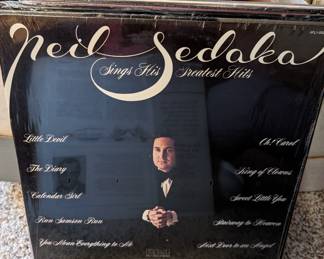 Neil Sedaka
Sings His Greatest Hits
Little Devil
Oh! Carol
The Diary
King of Clowns
Calendar Girl
Sweet Little You
Run Samson Run
Stairway to Heaven
You Mean Everything to Me
Next Door to an Angel